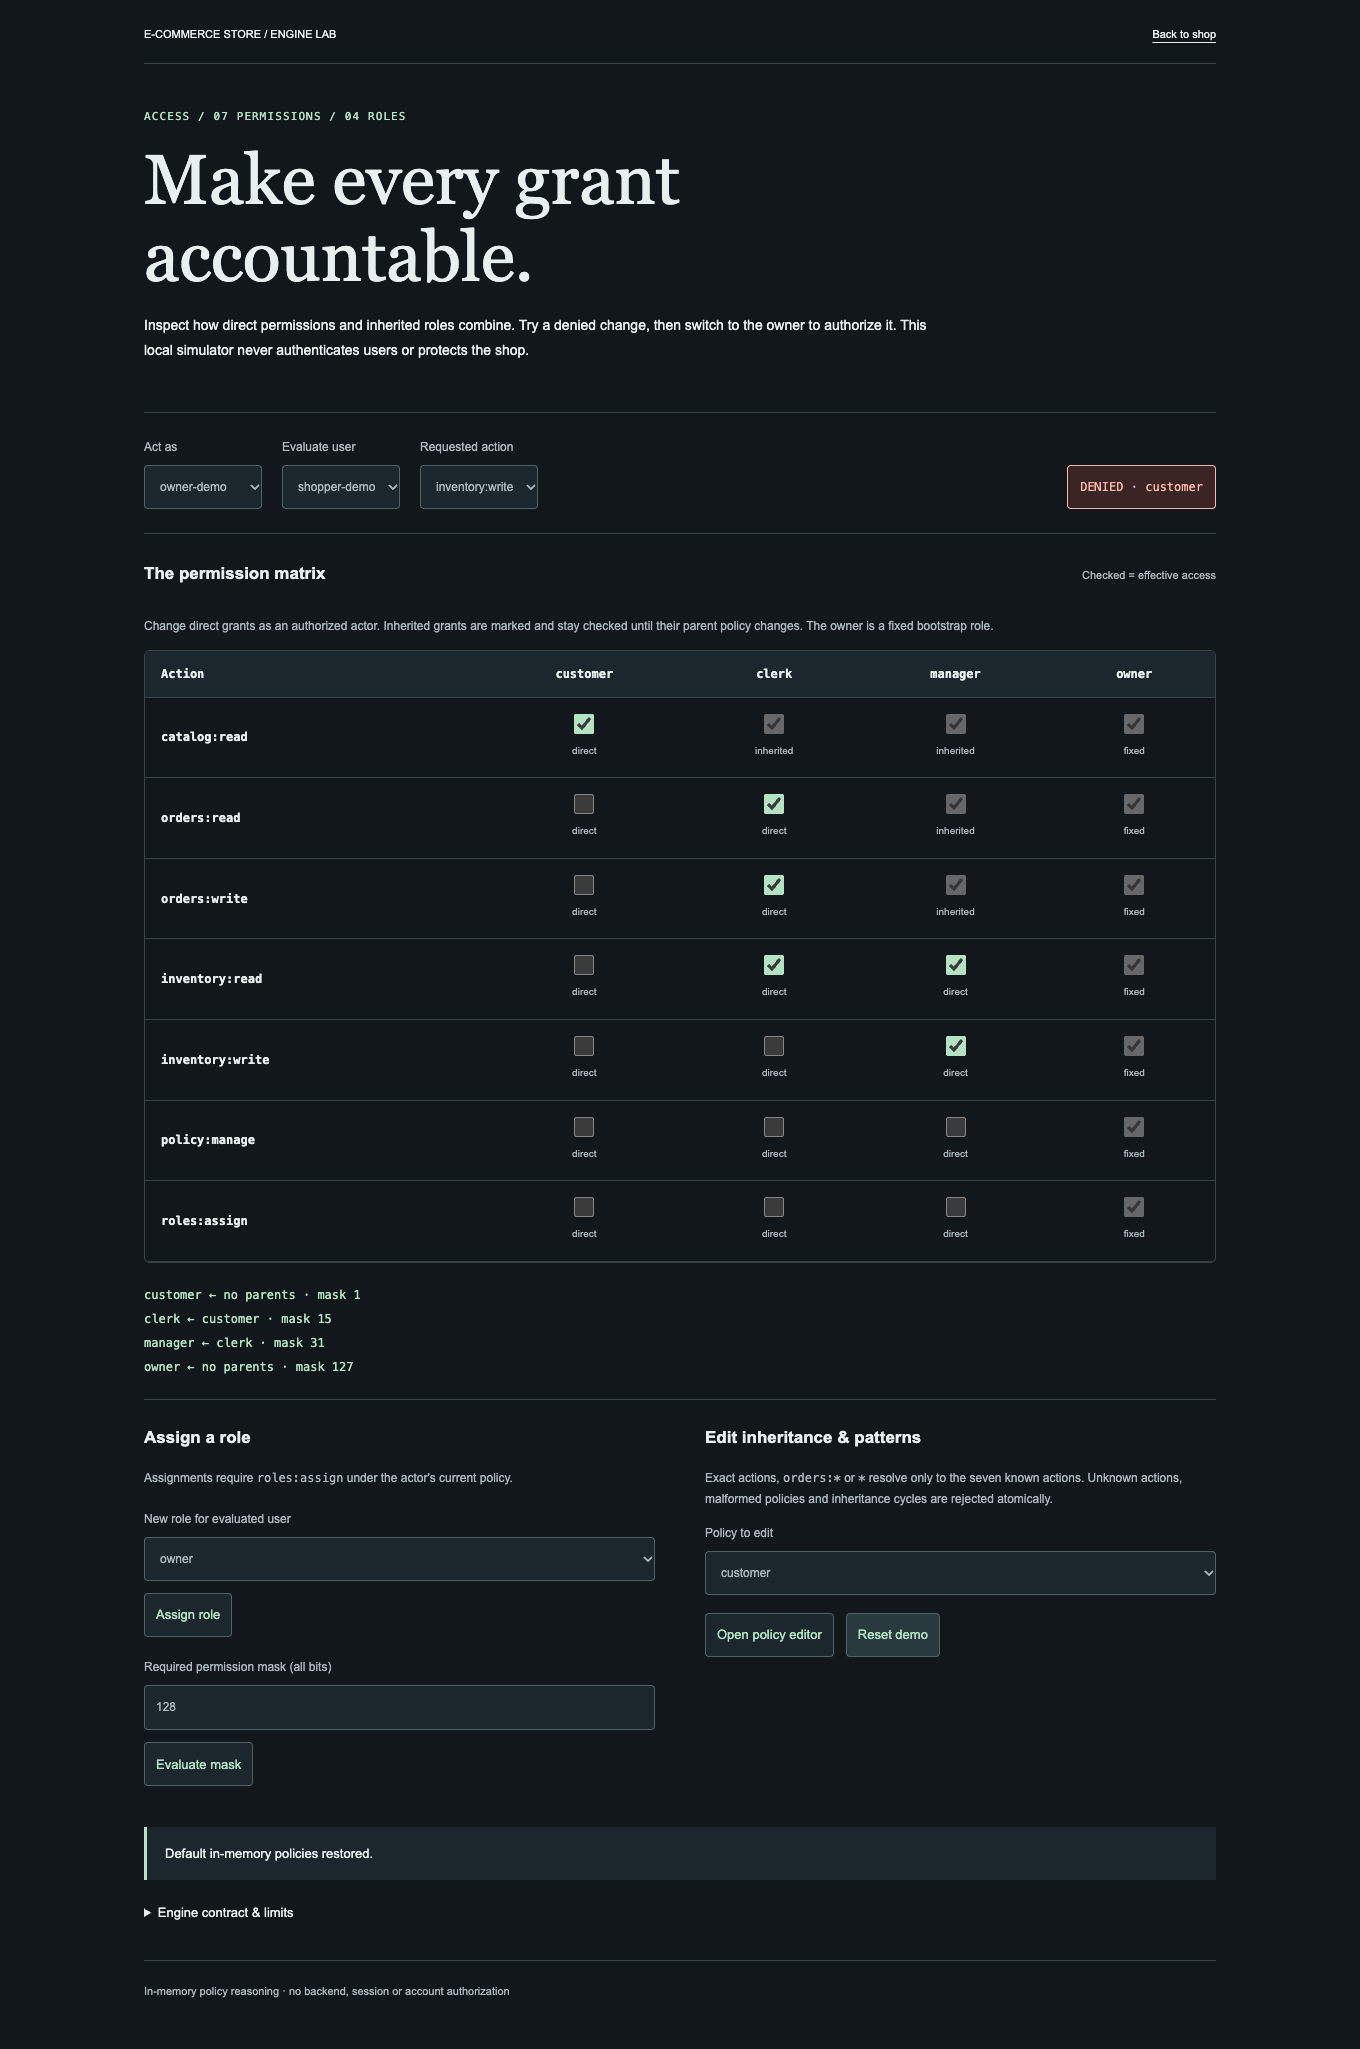 E-COMMERCE STORE / ENGINE LAB
Back to shop
ACCESS / 07 PERMISSIONS / 04 ROLES
Make every grant
accountable.
Inspect how direct permissions and inherited roles combine. Try a denied change, then switch to the owner to authorize it. This
local simulator never authenticates users or protects the shop.
Act as
Evaluate user
Requested action
owner-demo
shopper-demo
inventory:write
DENIED · customer
The permission matrix
Checked = effective access
Change direct grants as an authorized actor. Inherited grants are marked and stay checked until their parent policy changes. The owner is a fixed bootstrap role.
Action customer clerk manager owner
catalog:read direct inherited inherited fixed
orders:read direct direct inherited fixed
orders:write direct direct inherited fixed
inventory:read direct direct direct fixed
inventory:write direct direct direct fixed
policy:manage direct direct direct fixed
roles:assign direct direct direct fixed
customer ← no parents · mask 1
clerk ← customer · mask 15
manager ← clerk · mask 31
owner ← no parents · mask 127
Assign a role
Assignments require roles:assign under the actor's current policy.
New role for evaluated user
owner
Assign role
Required permission mask (all bits)
128
Evaluate mask
Edit inheritance & patterns
Exact actions, orders:* or * resolve only to the seven known actions. Unknown actions,
malformed policies and inheritance cycles are rejected atomically.
Policy to edit
customer
Open policy editor
Reset demo
Default in-memory policies restored.
Engine contract & limits
In-memory policy reasoning · no backend, session or account authorization